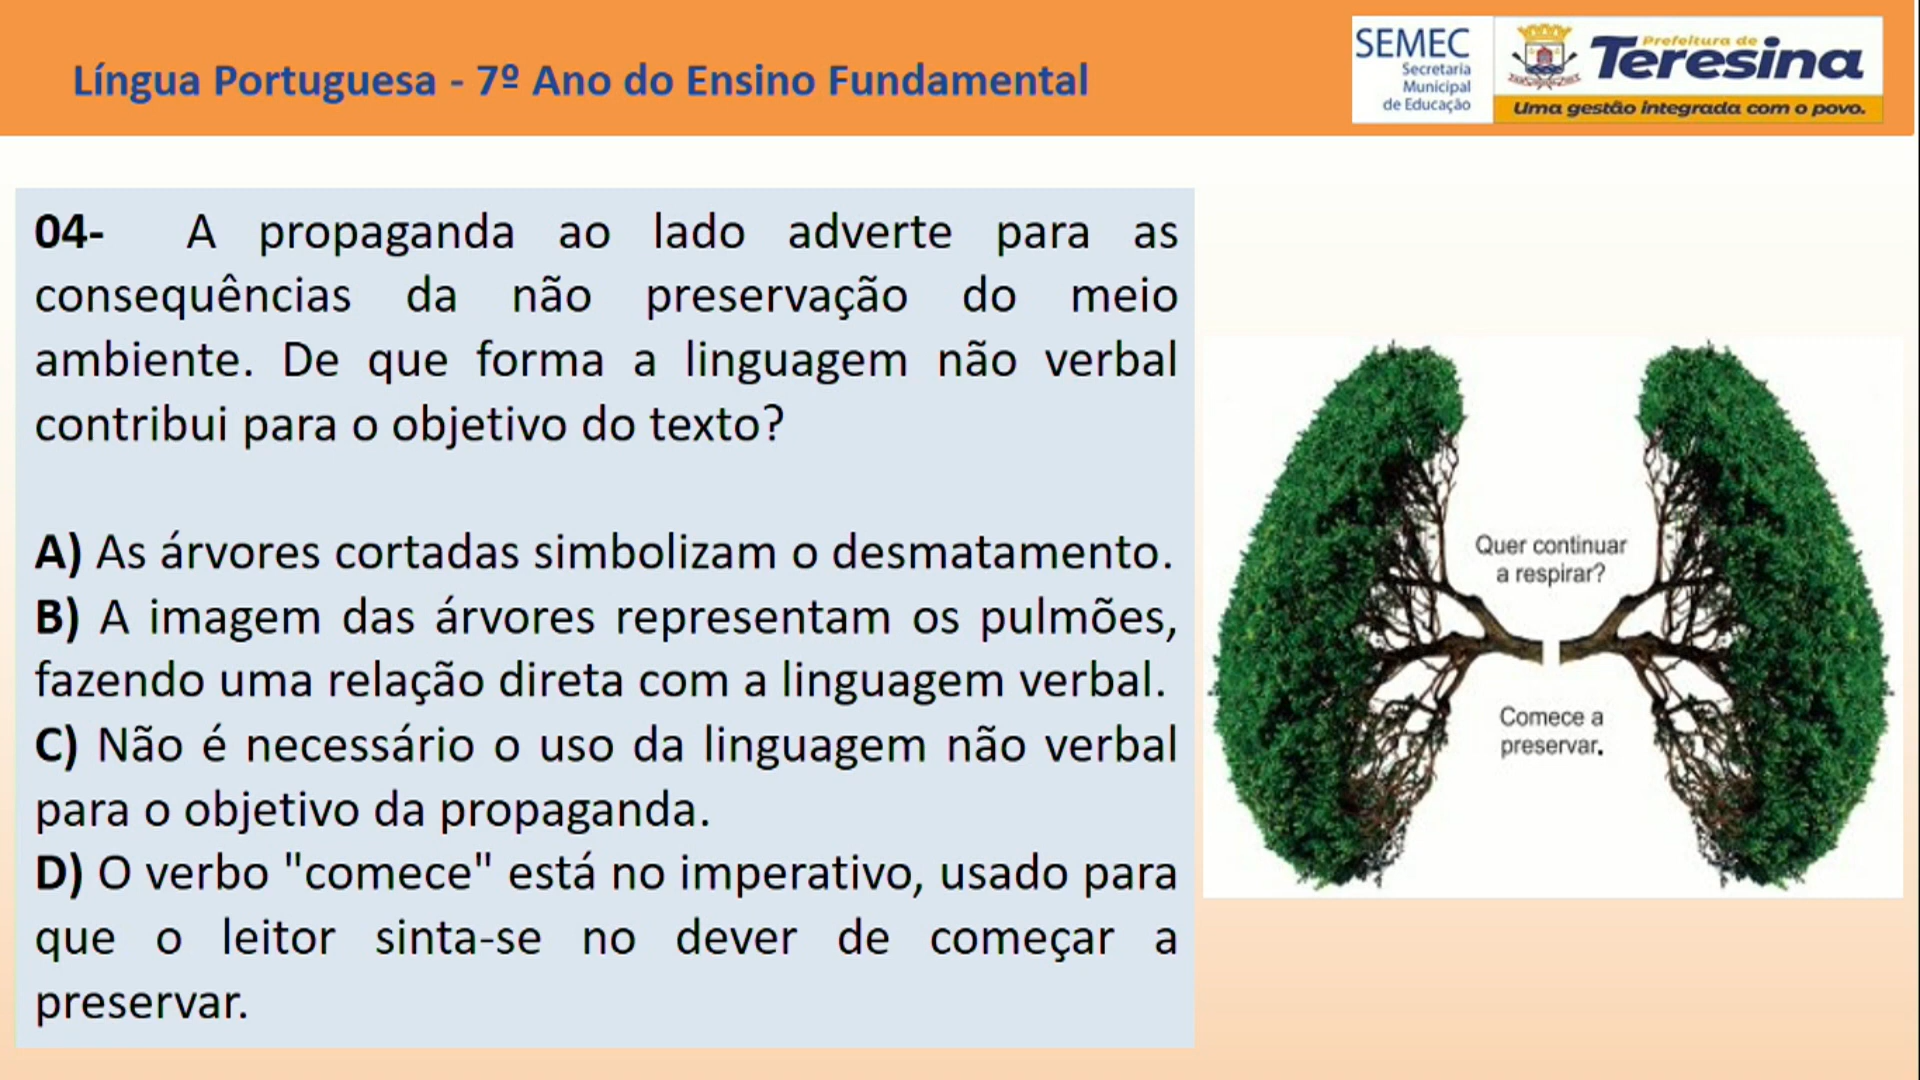 Língua Portuguesa - 7º Ano do Ensino Fundamental
SEMEC
Secretaria
Municipal
de Educação
Prefeitura de
Teresina
Uma gestão integrada com o povo.
04- A propaganda ao lado adverte para as
consequências da não preservação do meio
ambiente. De que forma a linguagem não verbal
contribui para o objetivo do texto?
A) As árvores cortadas simbolizam o desmatamento.
B) A imagem das árvores representam os pulmões,
fazendo uma relação direta com a linguagem verbal.
C) Não é necessário o uso da linguagem não verbal
para o objetivo da propaganda.
D) O verbo "comece" está no imperativo, usado para
que o leitor sinta-se no dever de começar a
preservar.
Quer continuar
a respirar?
Comece a
preservar.